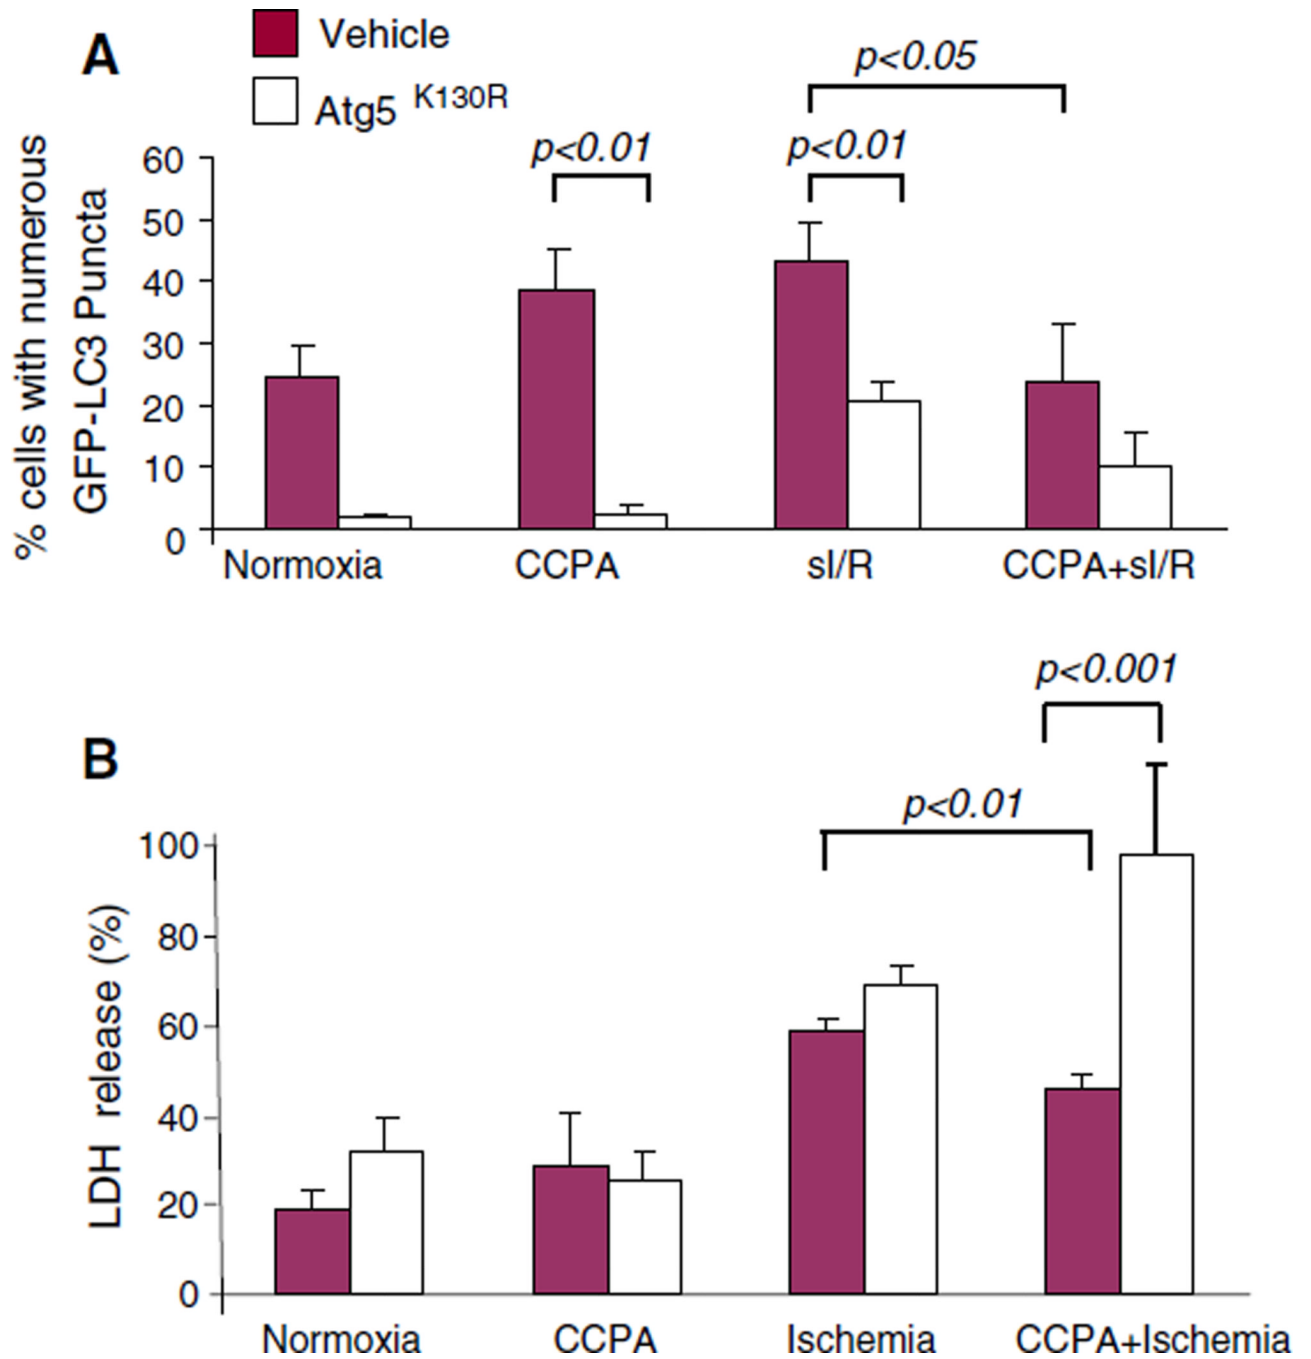 A
Vehicle
Atg5 K130R
p<0.05
p<0.01
p<0.01
% cells with numerous
GFP-LC3 Puncta
60
50
40
30
20
10
0
Normoxia
CCPA
sI/R
CCPA+sI/R
B
p<0.001
p<0.01
LDH release (%)
100
80
60
40
20
0
Normoxia
CCPA
Ischemia
CCPA+Ischemia